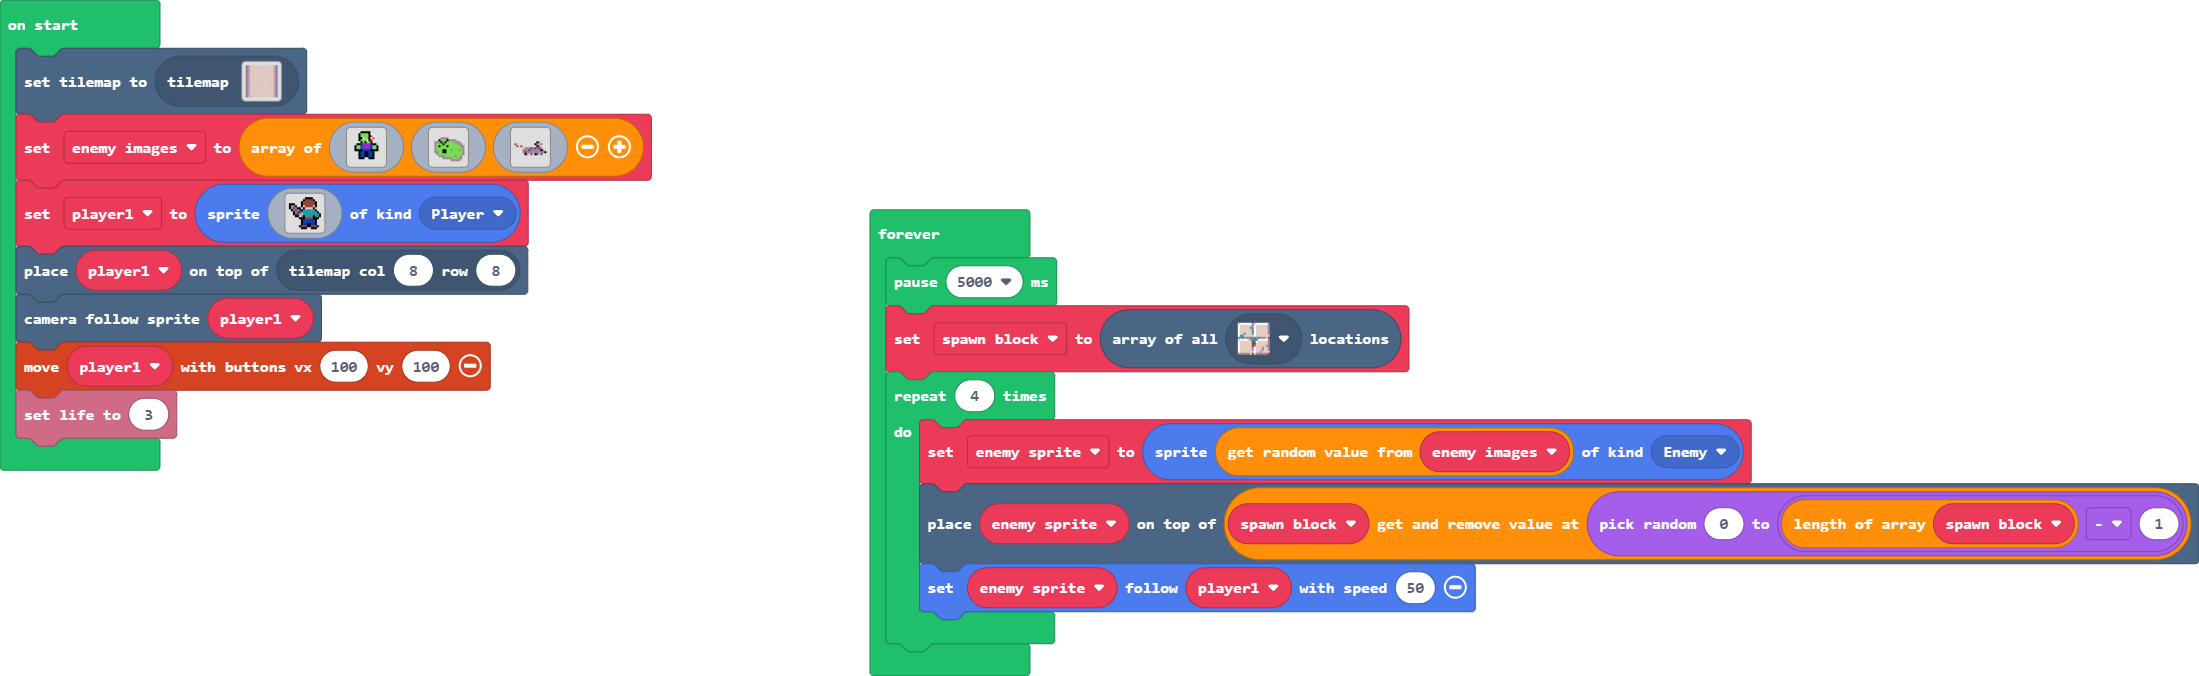 on start
set tilemap to tilemap
set enemy images to array of
set player1 to sprite of kind Player
place player1 on top of tilemap col 8 row 8
camera follow sprite player1
move player1 with buttons vx 100 vy 100
set life to 3
forever
pause 5000 ms
set spawn block to array of all locations
repeat 4 times
do
set enemy sprite to sprite get random value from enemy images of kind Enemy
place enemy sprite on top of spawn block get and remove value at pick random 0 to length of array spawn block - 1
set enemy sprite follow player1 with speed 50